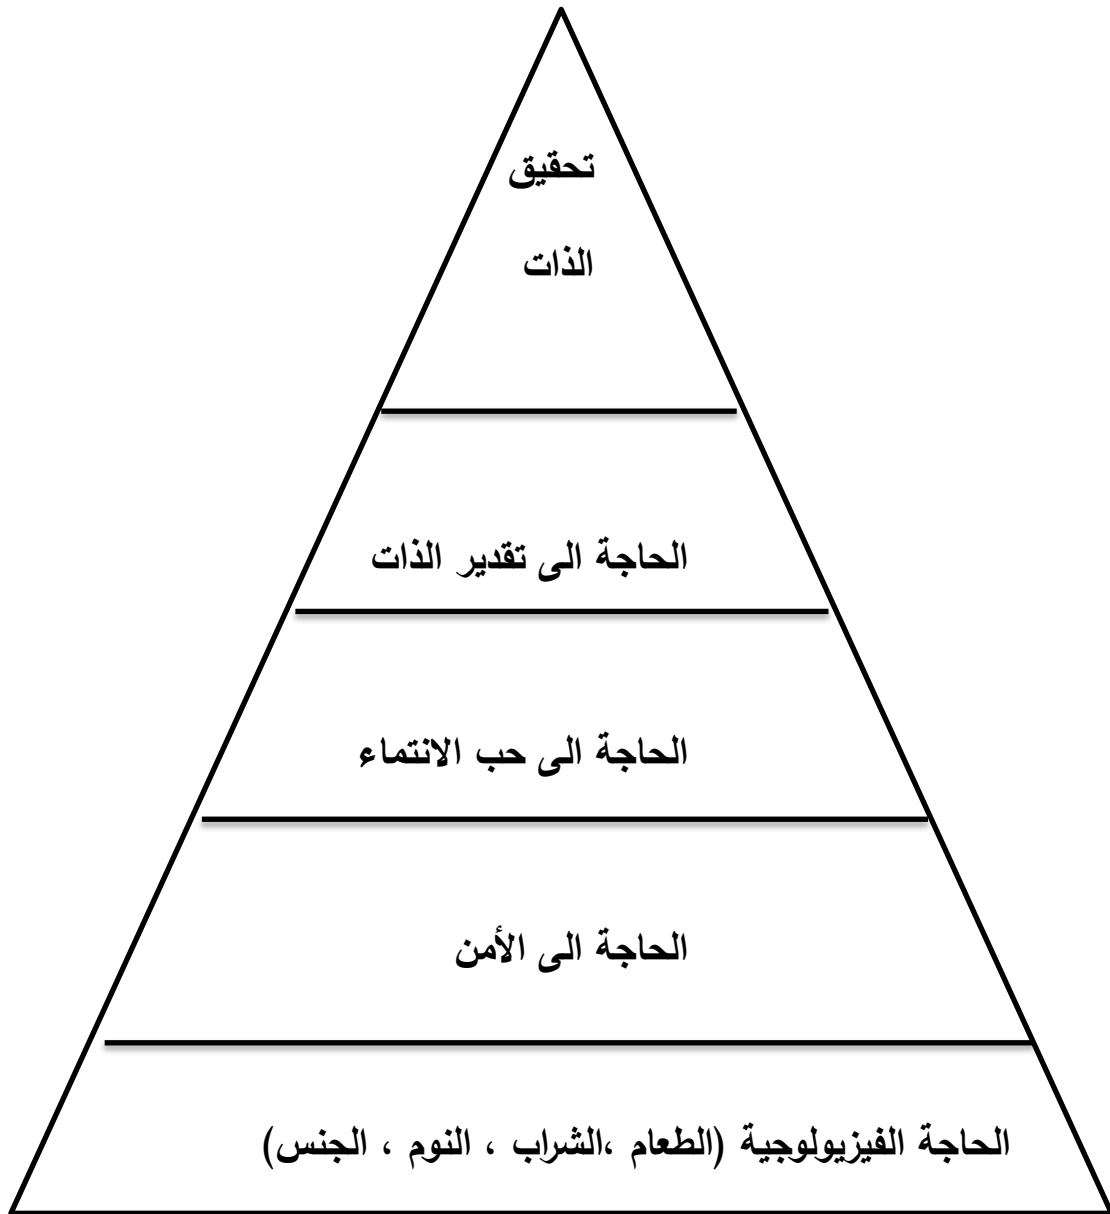 تحقيق
الذات
الحاجة الى تقدير الذات
الحاجة الى حب الانتماء
الحاجة الى الأمن
الحاجة الفيزيولوجية (الطعام ،الشراب ، النوم ، الجنس)